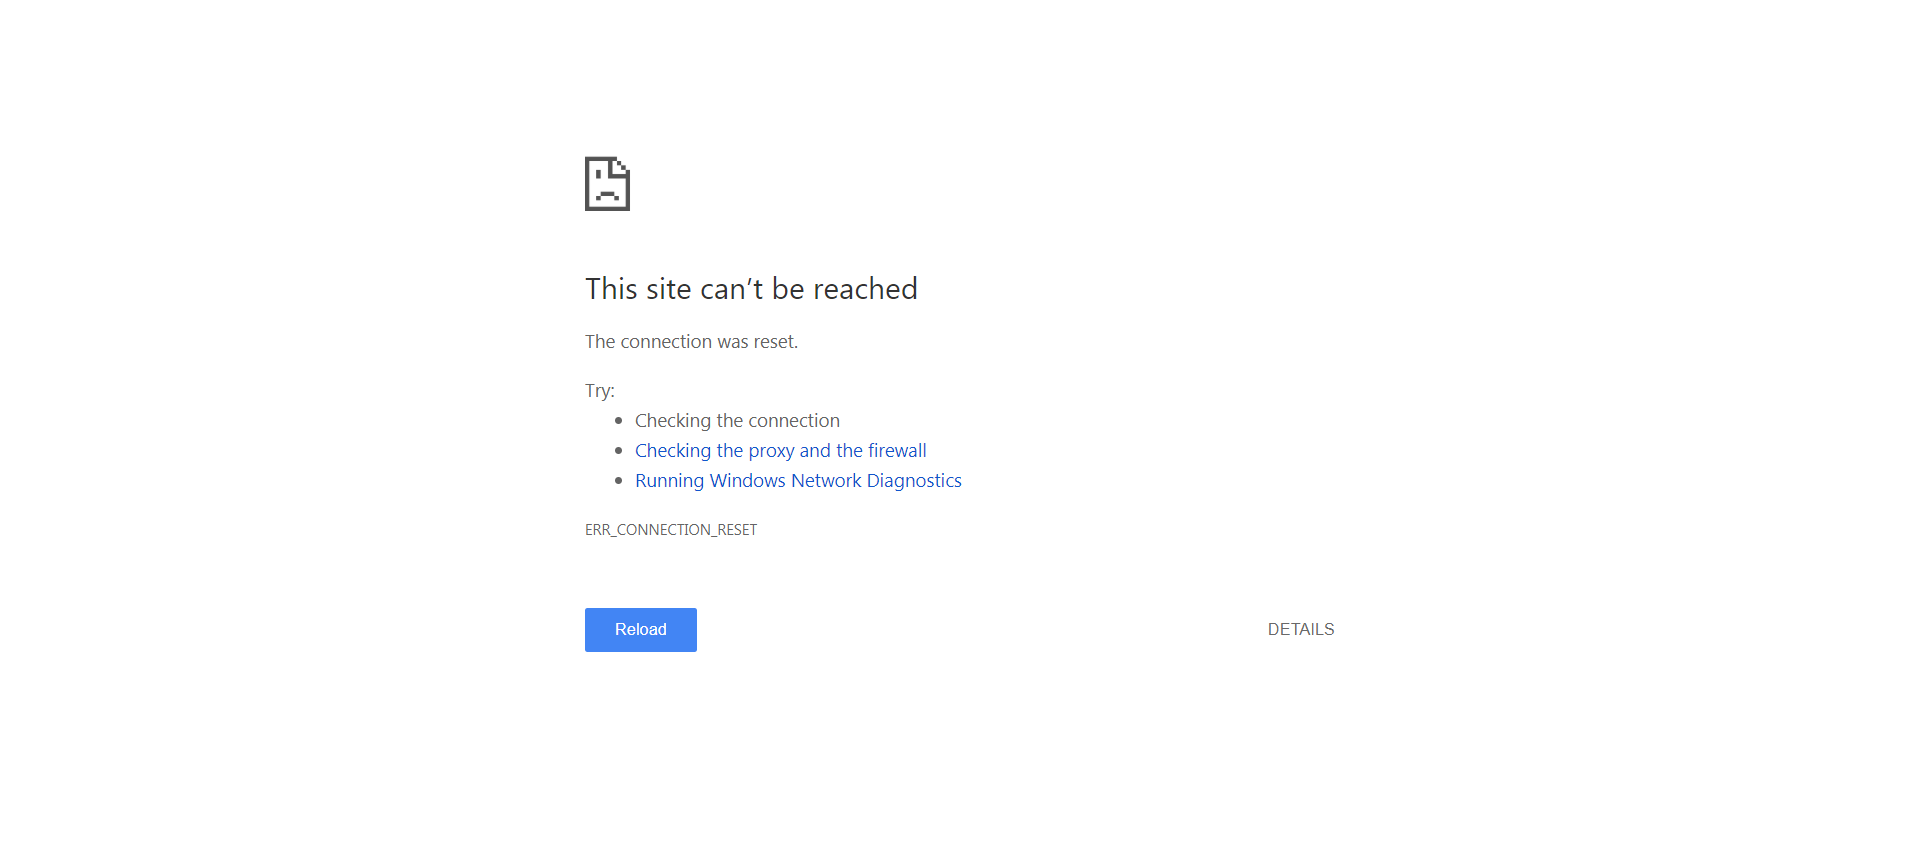 This site can’t be reached
The connection was reset.
Try:
Checking the connection
Checking the proxy and the firewall
Running Windows Network Diagnostics
ERR_CONNECTION_RESET
Reload
DETAILS